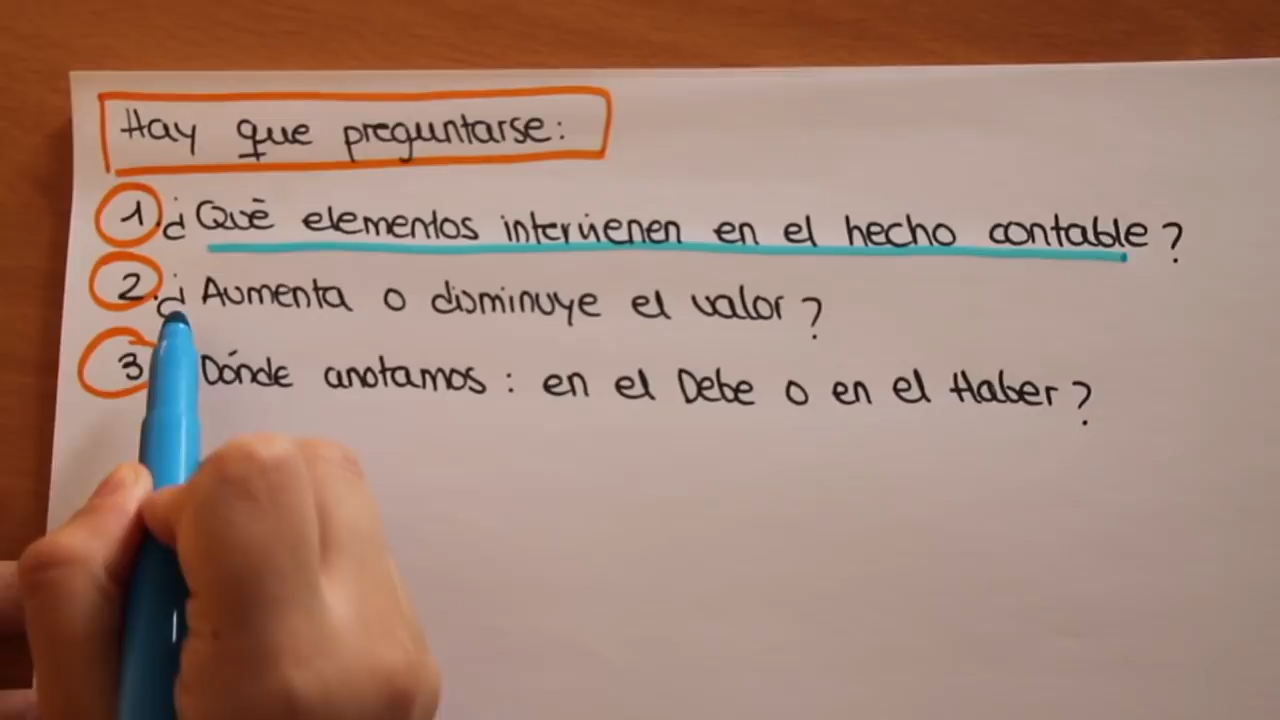 Hay que preguntarse:
1. ¿Què elementos intervienen en el hecho contable?
2. ¿Aumenta o disminuye el valor?
3 Dónde anotamos: en el Debe o en el Haber?